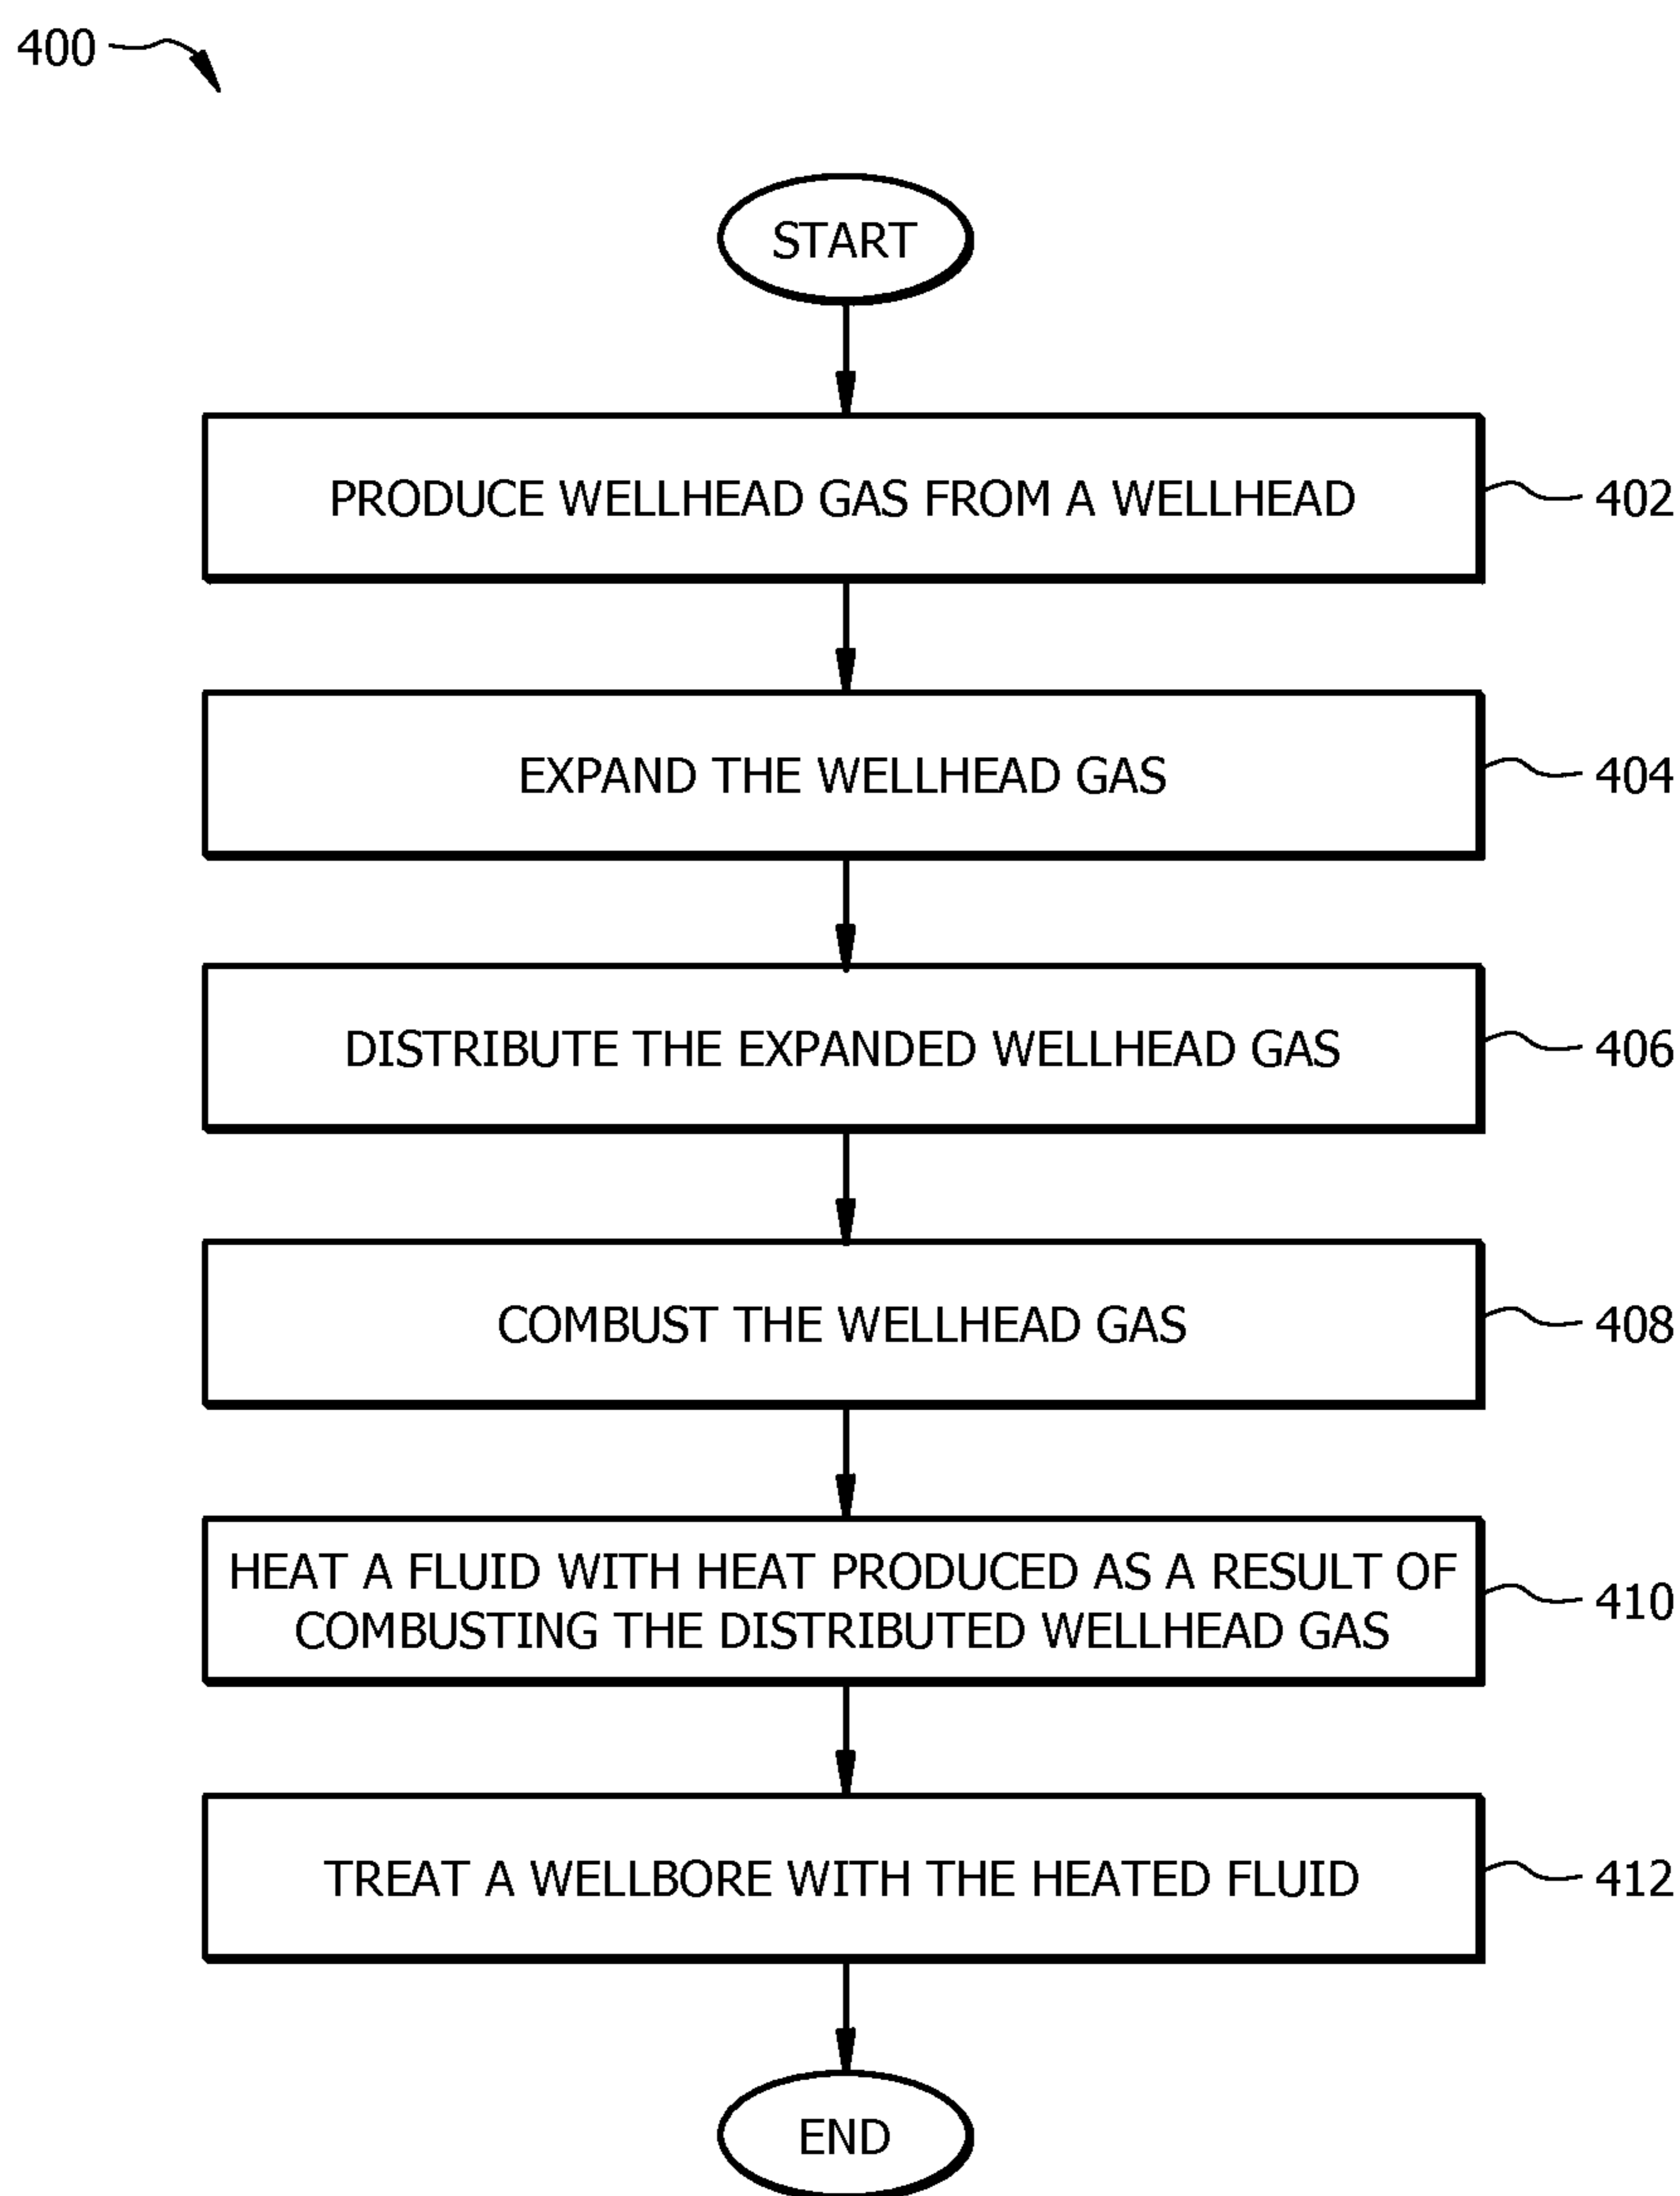 400
START
PRODUCE WELLHEAD GAS FROM A WELLHEAD
402
EXPAND THE WELLHEAD GAS
404
DISTRIBUTE THE EXPANDED WELLHEAD GAS
406
COMBUST THE WELLHEAD GAS
408
HEAT A FLUID WITH HEAT PRODUCED AS A RESULT OF
COMBUSTING THE DISTRIBUTED WELLHEAD GAS
410
TREAT A WELLBORE WITH THE HEATED FLUID
412
END